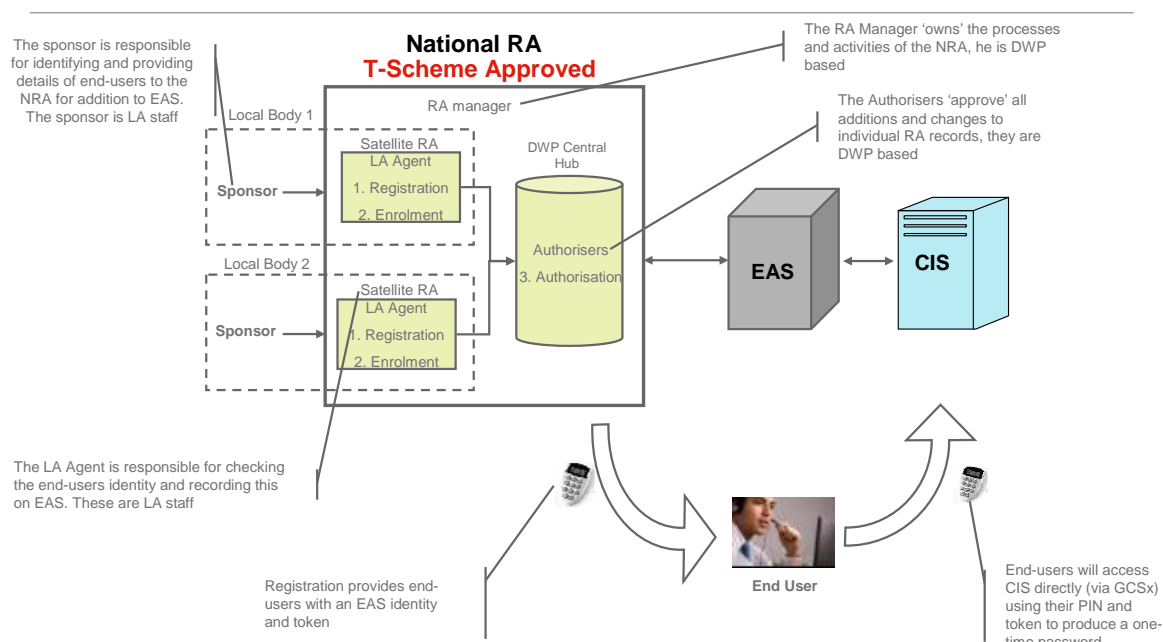 The sponsor is responsible
for identifying and providing
details of end-users to the
NRA for addition to EAS.
The sponsor is LA staff
National RA
T-Scheme Approved
The RA Manager ‘owns’ the processes
and activities of the NRA, he is DWP
based
RA manager
The Authorisers ‘approve’ all
additions and changes to
individual RA records, they are
DWP based
Local Body 1
Satellite RA
LA Agent
1. Registration
2. Enrolment
Sponsor
DWP Central
Hub
Authorisers
3. Authorisation
EAS
CIS
Local Body 2
Satellite RA
LA Agent
1. Registration
2. Enrolment
Sponsor
The LA Agent is responsible for checking
the end-users identity and recording this
on EAS. These are LA staff
Registration provides end-
users with an EAS identity
and token
End User
End-users will access
CIS directly (via GCSx)
using their PIN and
token to produce a one-
time password